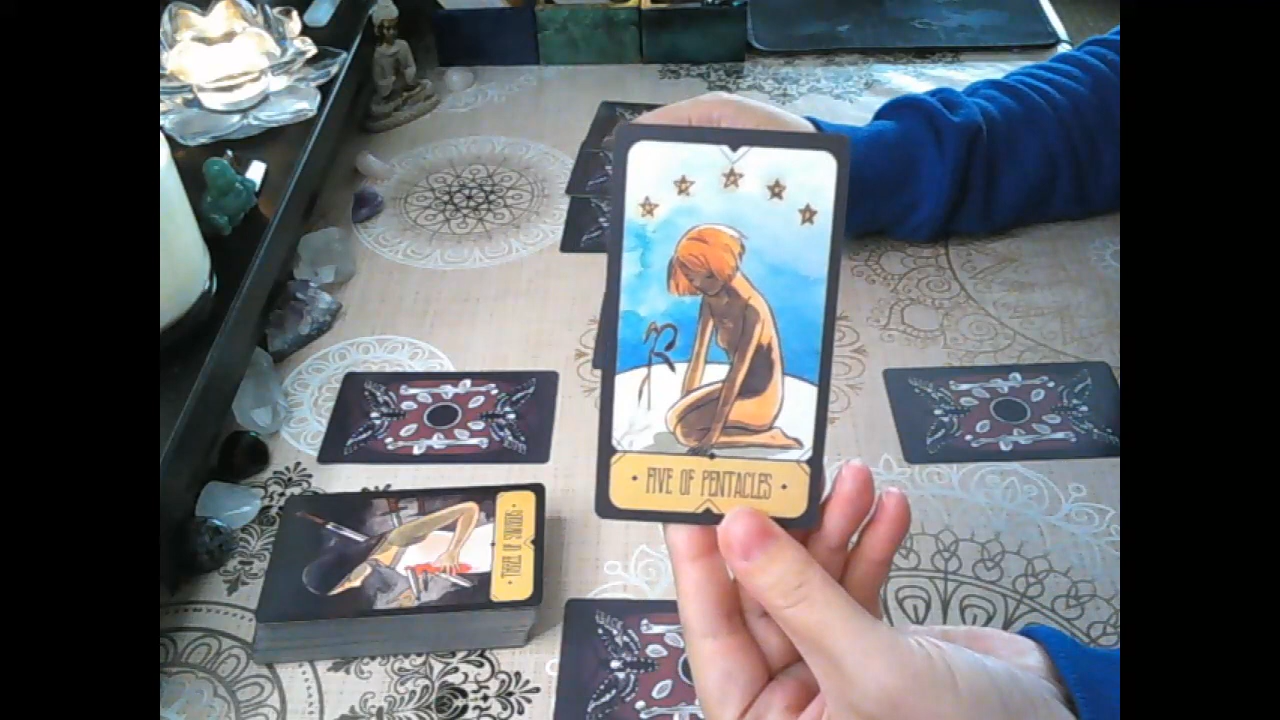 • FIVE OF PENTACLES •
• THREE OF SWORDS •